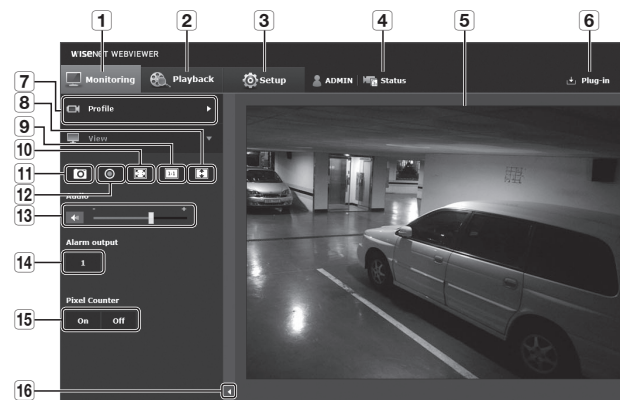 1 2 3 4 5 6
WISENET WEBVIEWER
Monitoring Playback Setup ADMIN Status Plug-in
7 Profile
8
9 View
10
11 1:1
12
Audio
13 - +
Alarm output
14 1
Pixel Counter
15 On Off
16